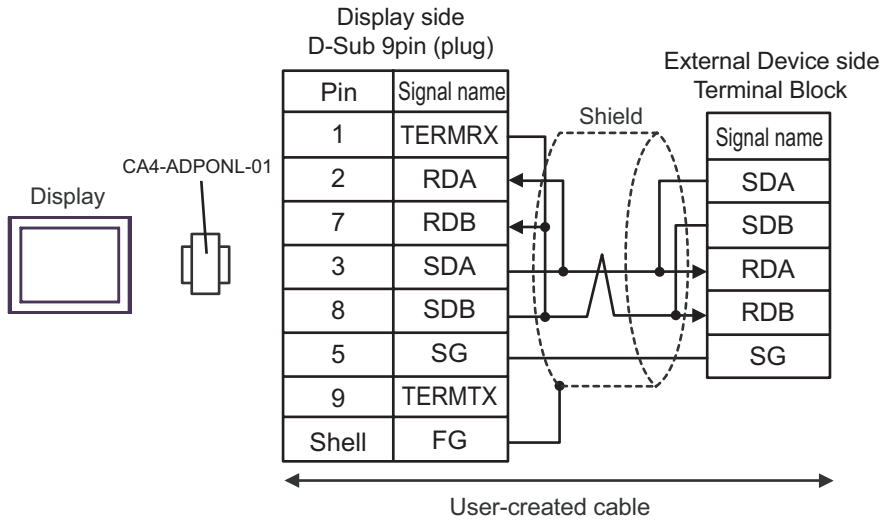 Display side
D-Sub 9pin (plug)
External Device side
Terminal Block
Pin Signal name
Shield
Signal name
1 TERMRX
CA4-ADPONL-01
2 RDA
SDA
Display
7 RDB
SDB
3 SDA
RDA
8 SDB
RDB
5 SG
SG
9 TERMTX
Shell FG
User-created cable